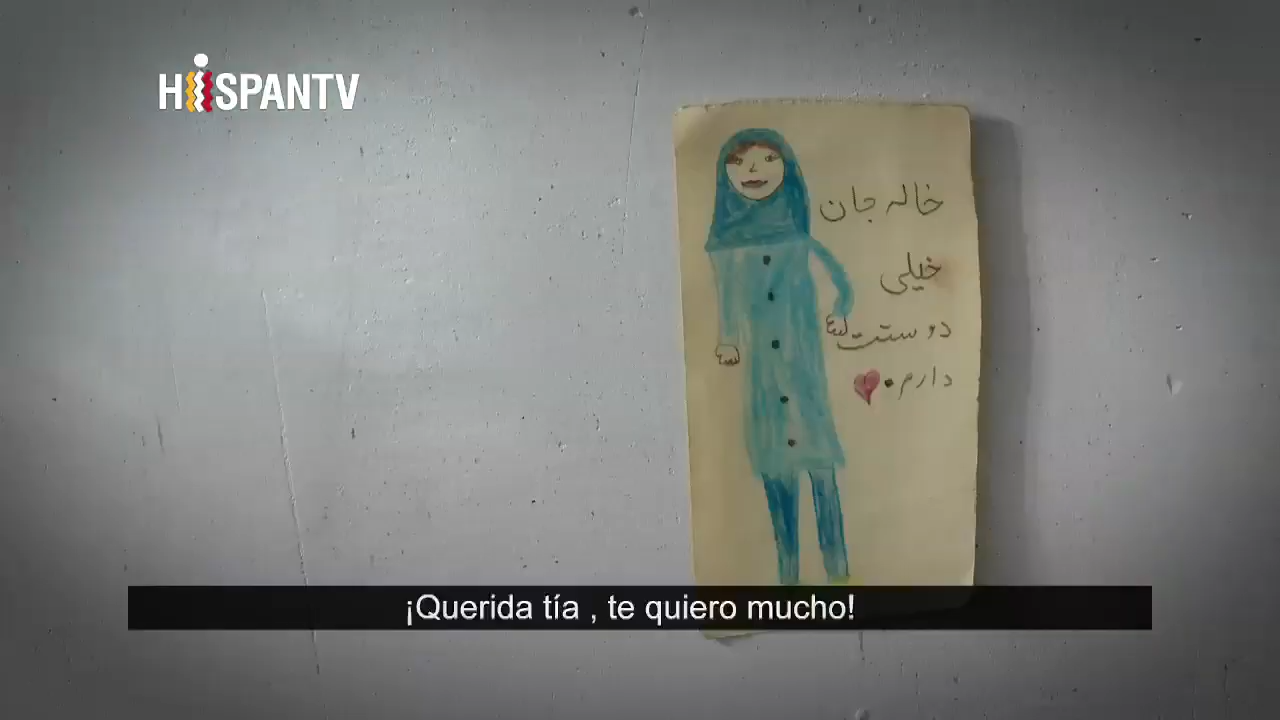 HISPANTV
خاله جان
خیلی
دوستت
دارم.
¡Querida tía , te quiero mucho!